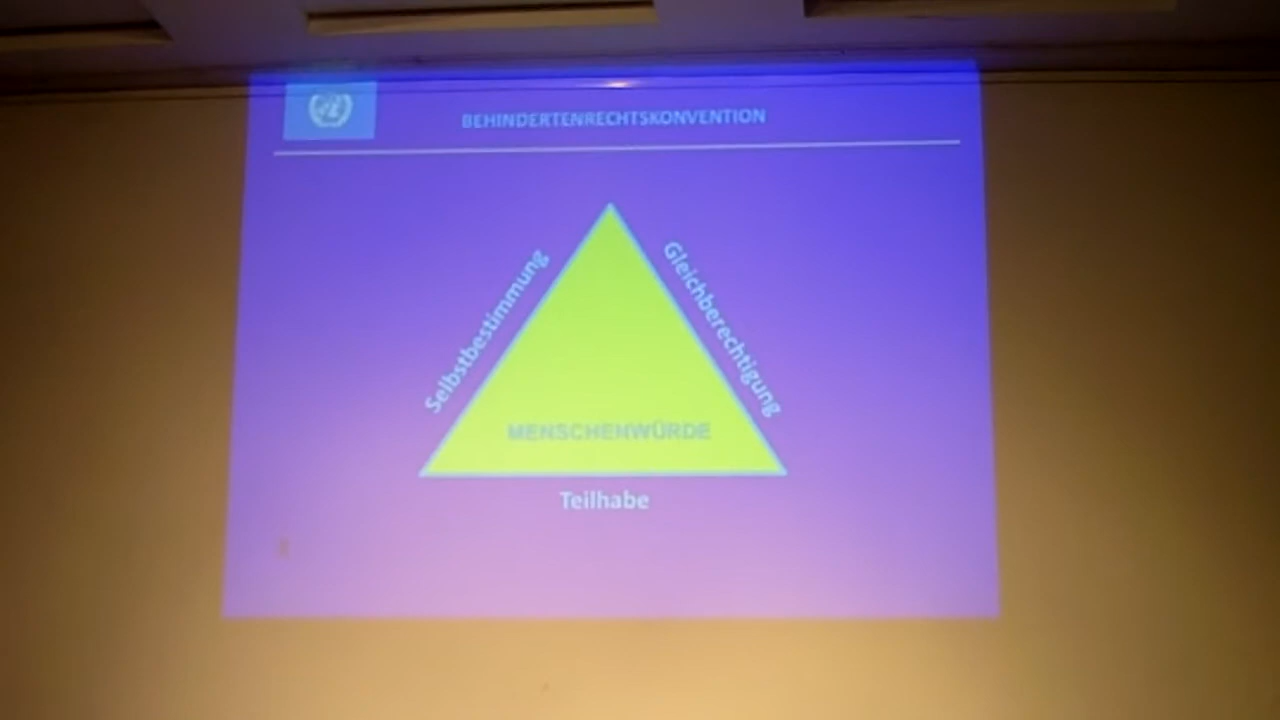 BEHINDERTENRECHTSKONVENTION
Selbstbestimmung
Gleichberechtigung
MENSCHENWÜRDE
Teilhabe